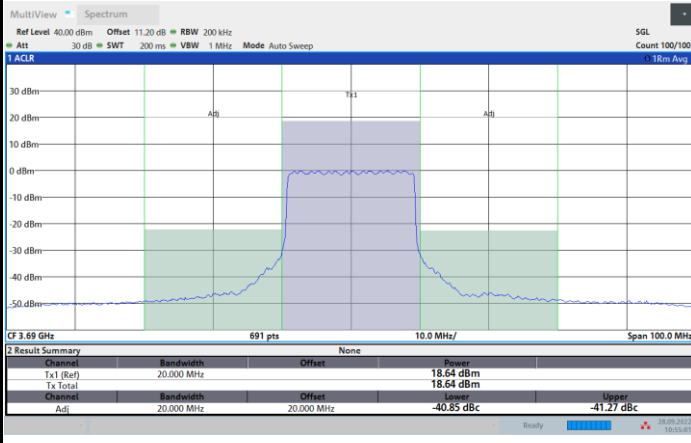 MultiView Spectrum
Ref Level 40.00 dBm Offset 11.20 dB RBW 200 kHz SGL
Att 30 dB SWT 200 ms VBW 1 MHz Mode Auto Sweep Count 100/100
1 ACLR 1Rm Avg
30 dBm
Tx1
20 dBm Adj Adj
10 dBm
0 dBm
-10 dBm
-20 dBm
-30 dBm
-40 dBm
-50 dBm
CF 3.69 GHz 691 pts 10.0 MHz/ Span 100.0 MHz
2 Result Summary None
Channel Bandwidth Offset Power
Tx1 (Ref) 20.000 MHz 18.64 dBm
Tx Total 18.64 dBm
Channel Bandwidth Offset Lower Upper
Adj 20.000 MHz 20.000 MHz -40.85 dBc -41.27 dBc
Ready 28.09.2022